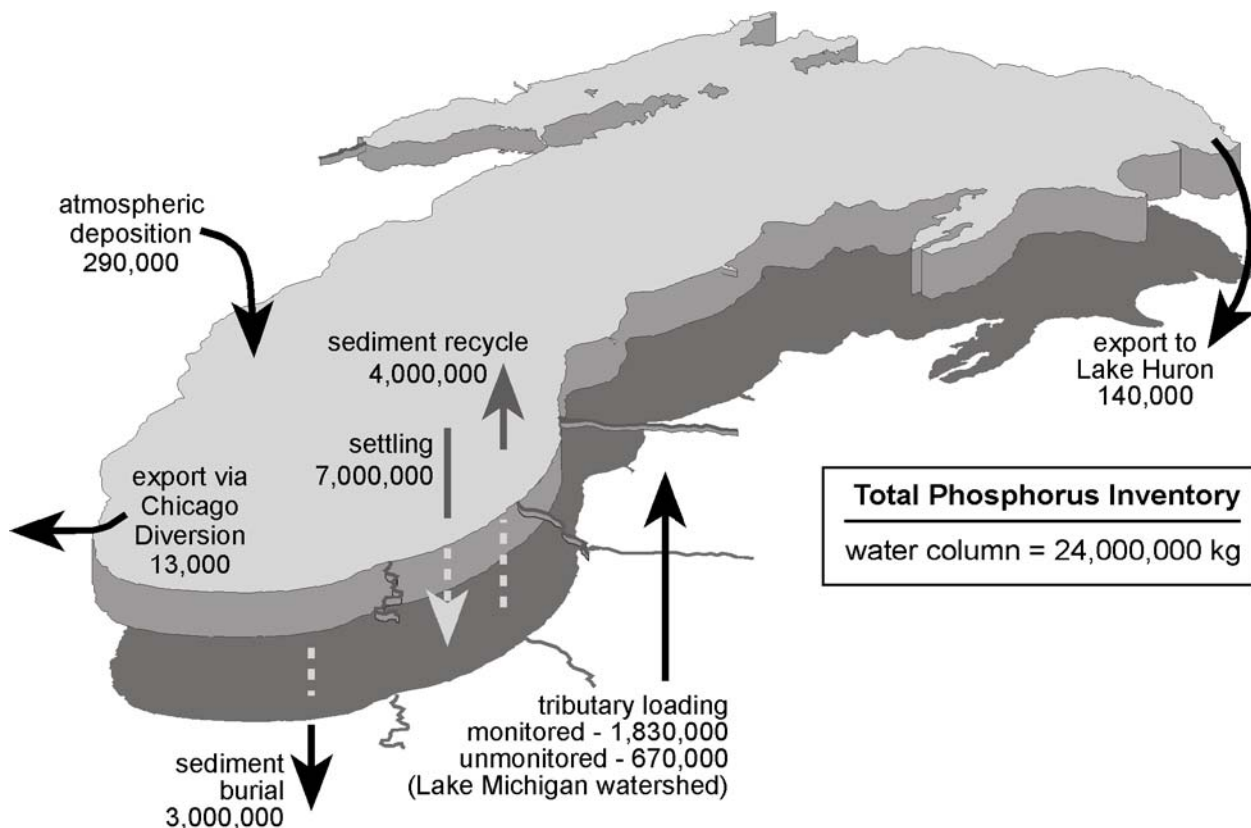 atmospheric
deposition
290,000
sediment recycle
4,000,000
settling
7,000,000
export to
Lake Huron
140,000
export via
Chicago
Diversion
13,000
Total Phosphorus Inventory
water column = 24,000,000 kg
tributary loading
monitored - 1,830,000
unmonitored - 670,000
(Lake Michigan watershed)
sediment
burial
3,000,000